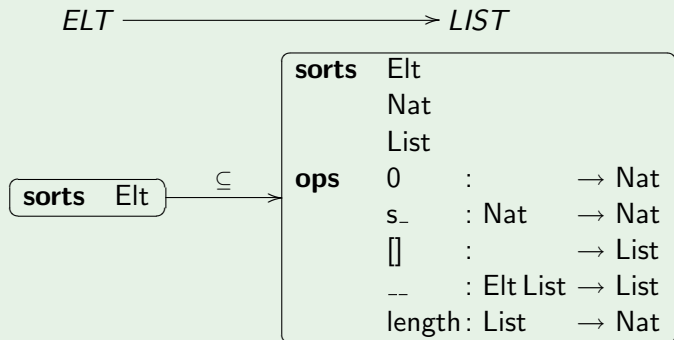 ELT LIST
sorts Elt
Nat
List
sorts Elt ⊆ ops 0 : → Nat
s_ : Nat → Nat
[] : → List
__ : Elt List → List
length : List → Nat